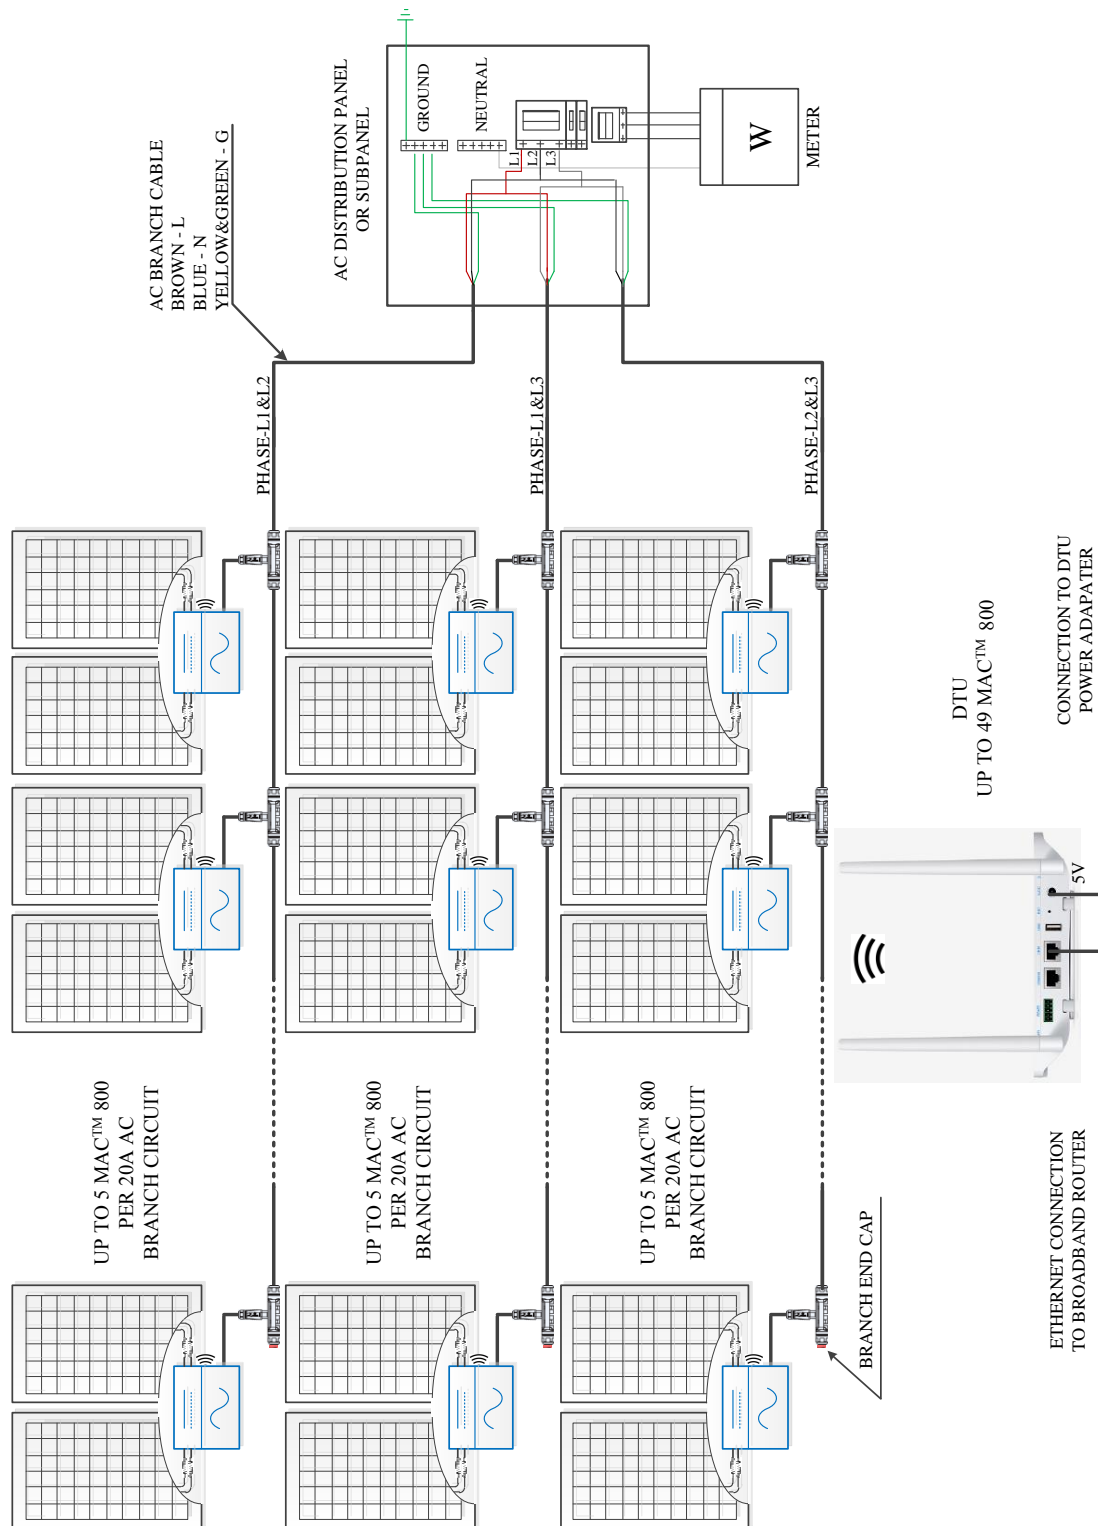 AC BRANCH CABLE
BROWN - L
BLUE - N
YELLOW&GREEN - G
AC DISTRIBUTION PANEL
OR SUBPANEL
GROUND
NEUTRAL
L1
L2
L3
W
METER
PHASE-L1&L2
PHASE-L1&L3
PHASE-L2&L3
UP TO 5 MAC™ 800
PER 20A AC
BRANCH CIRCUIT
UP TO 5 MAC™ 800
PER 20A AC
BRANCH CIRCUIT
UP TO 5 MAC™ 800
PER 20A AC
BRANCH CIRCUIT
BRANCH END CAP
DTU
UP TO 49 MAC™ 800
5V
CONNECTION TO DTU
POWER ADAPATER
ETHERNET CONNECTION
TO BROADBAND ROUTER